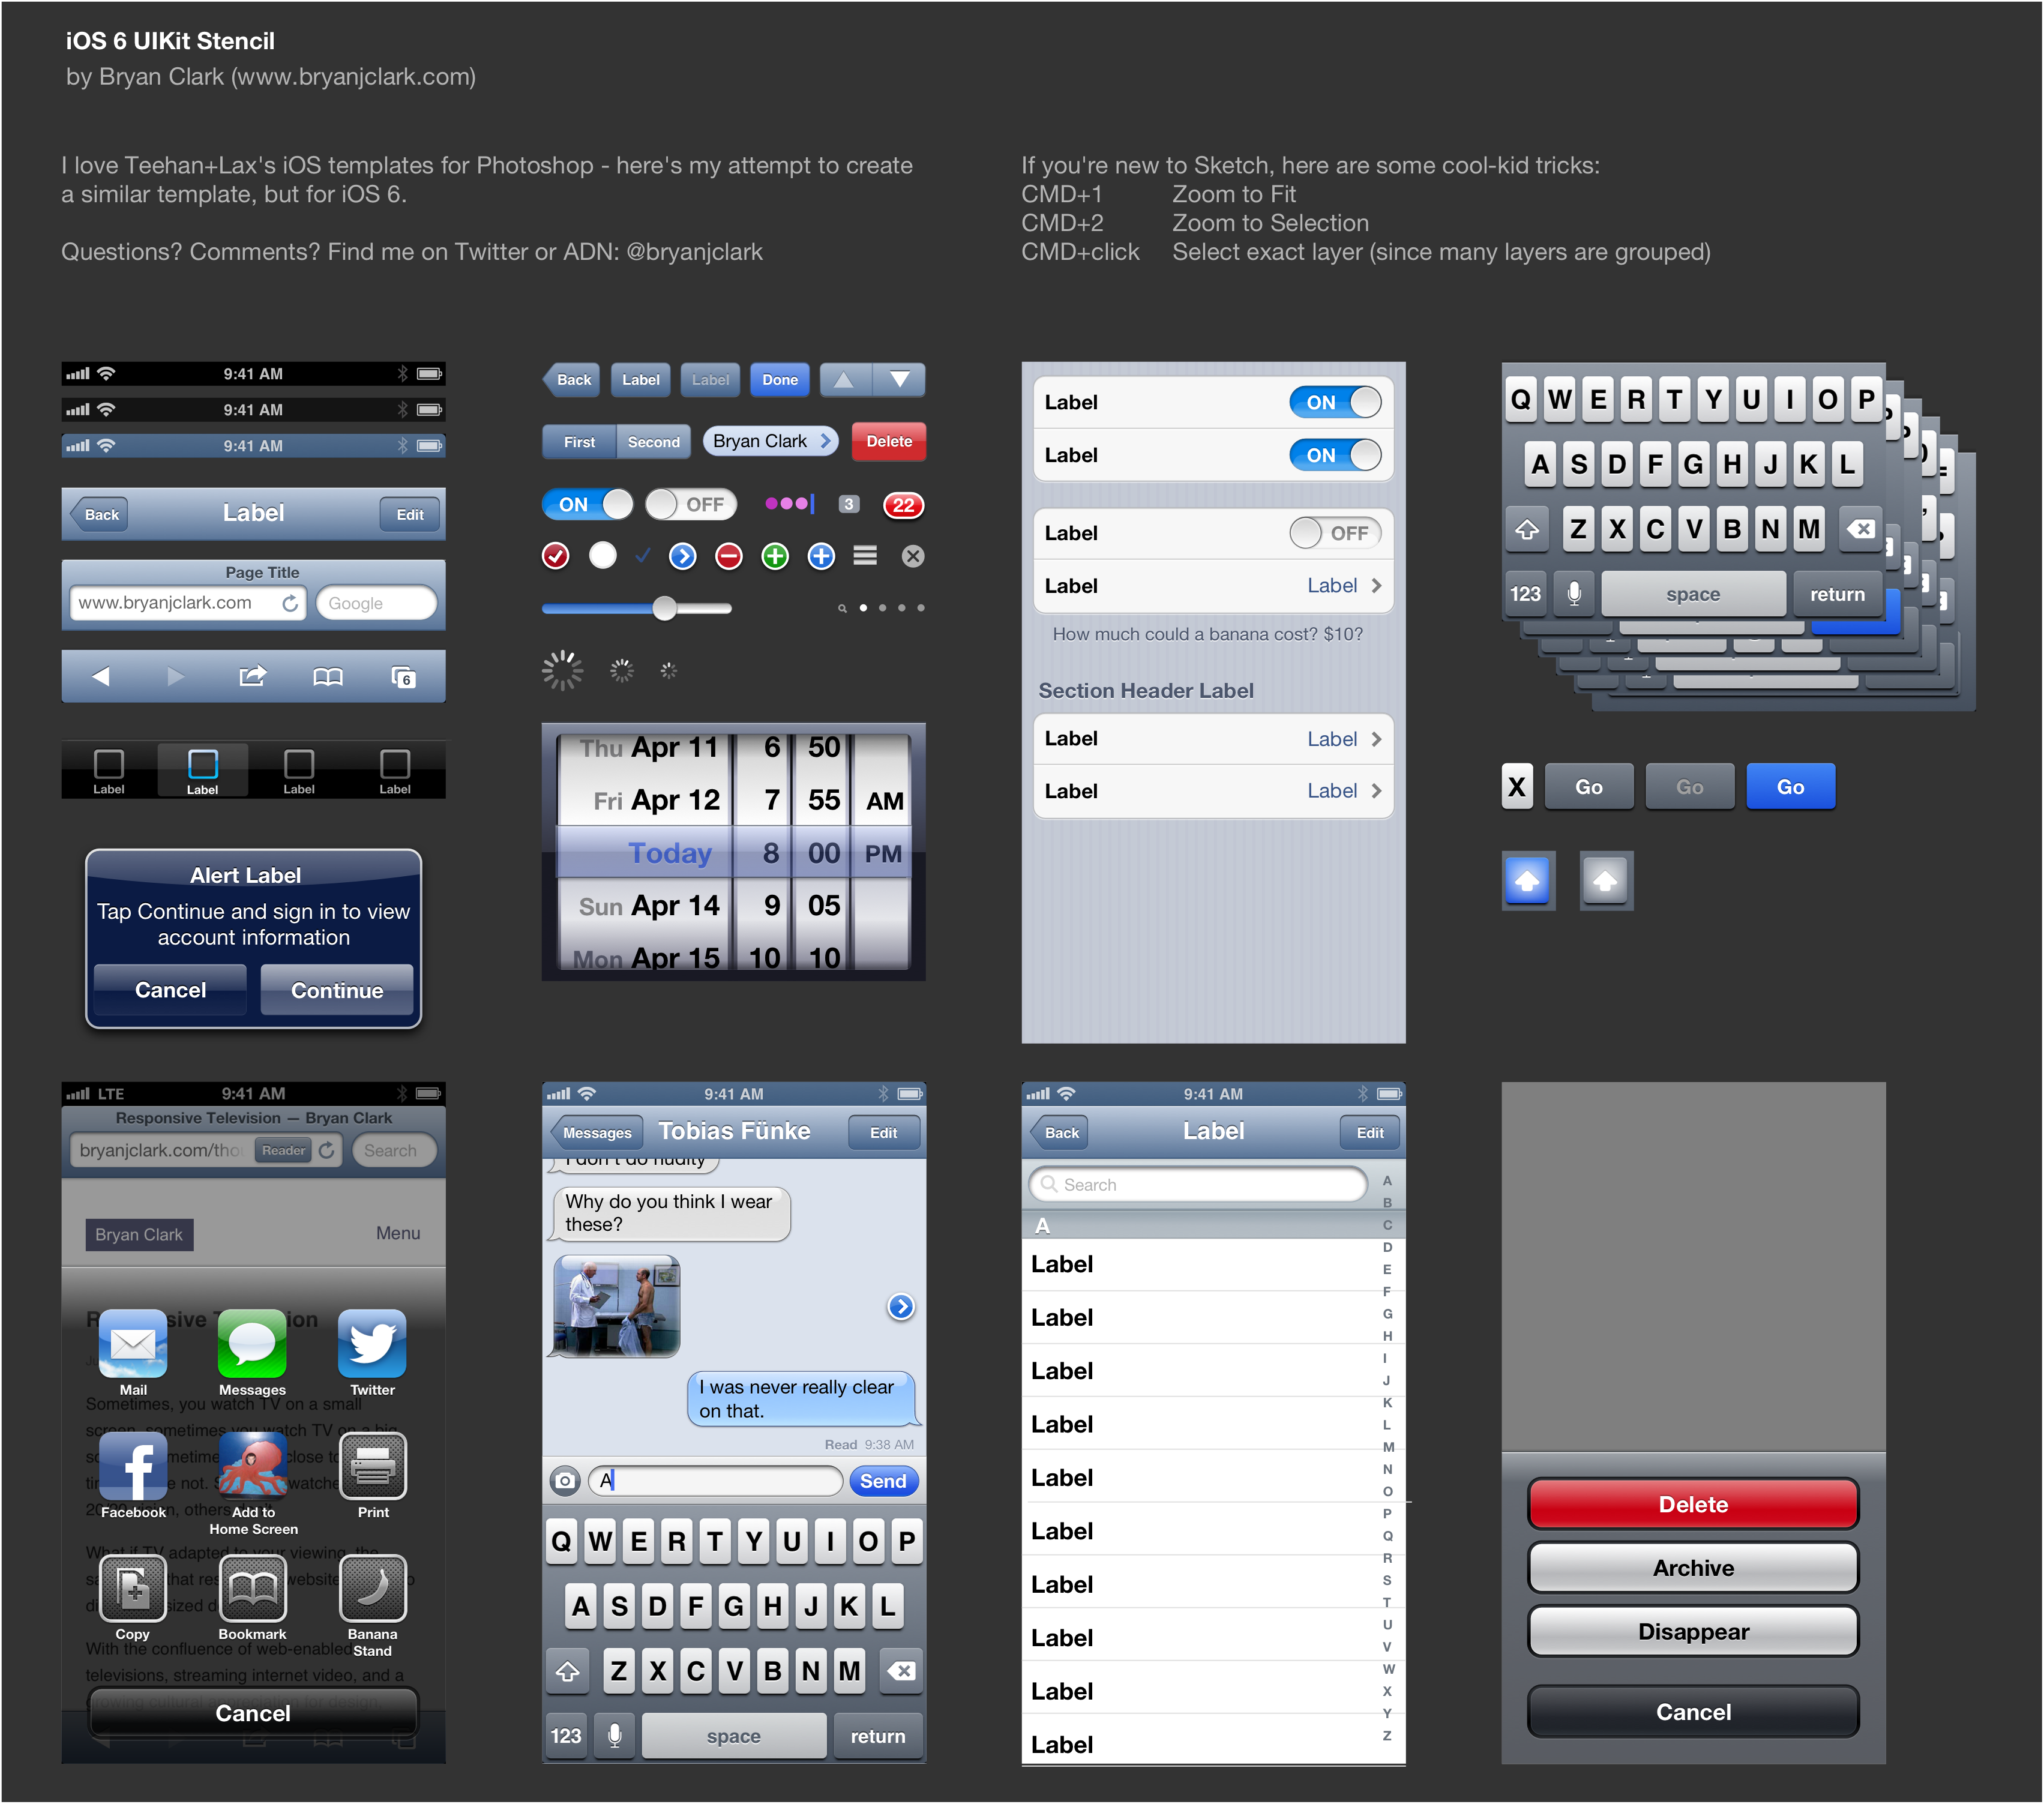 iOS 6 UIKit Stencil
by Bryan Clark (www.bryanjclark.com)
I love Teehan+Lax's iOS templates for Photoshop - here's my attempt to create
a similar template, but for iOS 6.
Questions? Comments? Find me on Twitter or ADN: @bryanjclark
If you're new to Sketch, here are some cool-kid tricks:
CMD+1 Zoom to Fit
CMD+2 Zoom to Selection
CMD+click Select exact layer (since many layers are grouped)
9:41 AM
9:41 AM
9:41 AM
Back Label Edit
Page Title
www.bryanjclark.com Google
6
Label Label Label Label
Alert Label
Tap Continue and sign in to view
account information
Cancel Continue
Back Label Label Done
First Second Bryan Clark Delete
ON OFF 3 22
Thu Apr 11 6 50
Fri Apr 12 7 55 AM
Today 8 00 PM
Sun Apr 14 9 05
Mon Apr 15 10 10
Label ON
Label ON
Label OFF
Label Label
How much could a banana cost? $10?
Section Header Label
Label Label
Label Label
Q W E R T Y U I O P
A S D F G H J K L
Z X C V B N M
123 space return
X Go Go Go
LTE 9:41 AM
Responsive Television — Bryan Clark
bryanjclark.com/tho Reader Search
Bryan Clark Menu
Mail Messages Twitter
Sometimes, you watch TV on a small
Facebook Add to Print
Home Screen
Copy Bookmark Banana
Stand
With the confluence of web-enabled
televisions, streaming internet video, and a
Cancel
9:41 AM
Messages Tobias Fünke Edit
I don't do nudity
Why do you think I wear
these?
I was never really clear
on that.
Read 9:38 AM
A Send
Q W E R T Y U I O P
A S D F G H J K L
Z X C V B N M
123 space return
9:41 AM
Back Label Edit
Search
A
Label
Label
Label
Label
Label
Label
Label
Label
Label
Label
A
B
C
D
E
F
G
H
I
J
K
L
M
N
O
P
Q
R
S
T
U
V
W
X
Y
Z
Delete
Archive
Disappear
Cancel